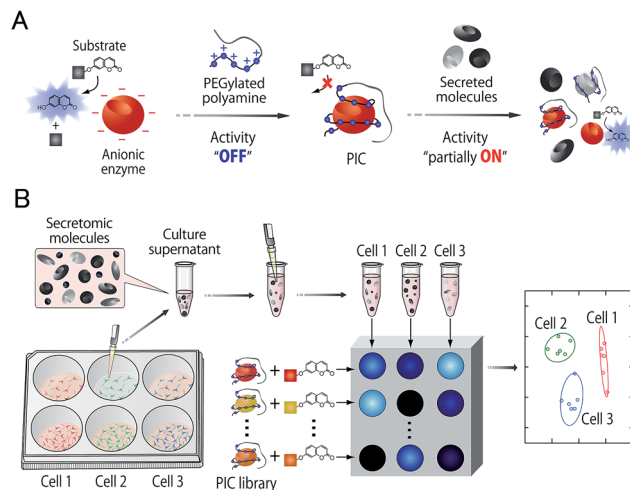 A
Substrate
O
O
O
HO
O
O
+
Anionic
enzyme
PEGylated
polyamine
Activity
"OFF"
O
O
O
PIC
Secreted
molecules
Activity
"partially ON"
B
Secretomic
molecules
Culture
supernatant
Cell 1 Cell 2 Cell 3
Cell 1
Cell 2
Cell 3
+
+
+
PIC library
Cell 1 Cell 2 Cell 3